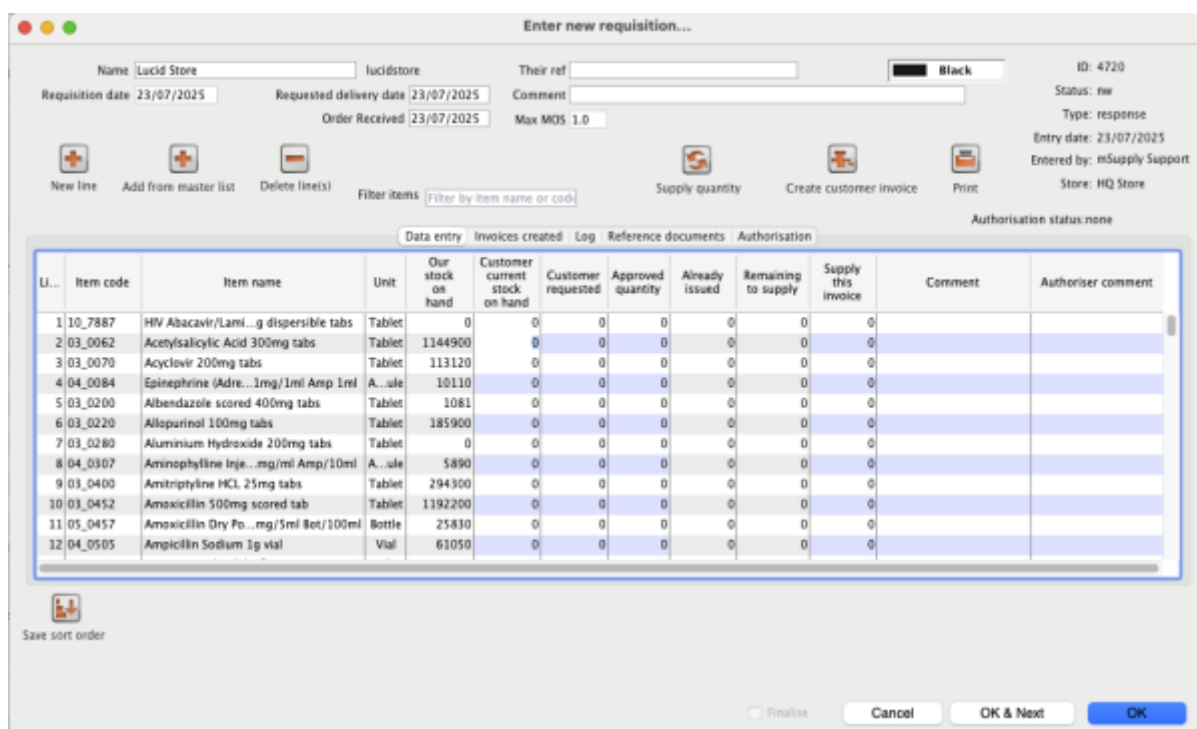 Enter new requisition...
Name Lucid Store lucidstore Their ref Black ID: 4720
Requisition date 23/07/2025 Requested delivery date 23/07/2025 Comment Status: nw
Order Received 23/07/2025 Max MOS 1.0 Type: response
Entry date: 23/07/2025
Entered by: mSupply Support
Store: HQ Store
New line Add from master list Delete line(s) Filter items Filter by item name or code Supply quantity Create customer invoice Print
Authorisation status:none
Data entry Invoices created Log Reference documents Authorisation
Li... Item code Item name Unit Our stock on hand Customer current stock on hand Customer requested Approved quantity Already issued Remaining to supply Supply this invoice Comment Authoriser comment
1 10_7887 HIV Abacavir/Lami...g dispersible tabs Tablet 0 0 0 0 0 0 0
2 03_0062 Acetylsalicylic Acid 300mg tabs Tablet 1144900 0 0 0 0 0 0
3 03_0070 Acyclovir 200mg tabs Tablet 113120 0 0 0 0 0 0
4 04_0084 Epinephrine (Adre...1mg/1ml Amp 1ml A...ule 10110 0 0 0 0 0 0
5 03_0200 Albendazole scored 400mg tabs Tablet 1081 0 0 0 0 0 0
6 03_0220 Allopurinol 100mg tabs Tablet 185900 0 0 0 0 0 0
7 03_0280 Aluminium Hydroxide 200mg tabs Tablet 0 0 0 0 0 0 0
8 04_0307 Aminophylline Inje...mg/ml Amp/10ml A...ule 5890 0 0 0 0 0 0
9 03_0400 Amitriptyline HCL 25mg tabs Tablet 294300 0 0 0 0 0 0
10 03_0452 Amoxicillin 500mg scored tab Tablet 1192200 0 0 0 0 0 0
11 05_0457 Amoxicillin Dry Po...mg/5ml Bot/100ml Bottle 25830 0 0 0 0 0 0
12 04_0505 Ampicillin Sodium 1g vial Vial 61050 0 0 0 0 0 0
Save sort order
Finalise Cancel OK & Next OK